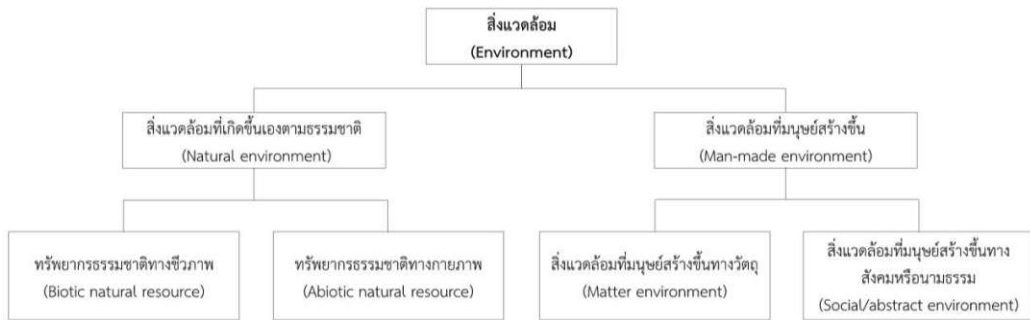 สิ่งแวดล้อม
(Environment)
สิ่งแวดล้อมที่เกิดขึ้นเองตามธรรมชาติ
(Natural environment)
สิ่งแวดล้อมที่มนุษย์สร้างขึ้น
(Man-made environment)
ทรัพยากรธรรมชาติทางชีวภาพ
(Biotic natural resource)
ทรัพยากรธรรมชาติทางกายภาพ
(Abiotic natural resource)
สิ่งแวดล้อมที่มนุษย์สร้างขึ้นทางวัตถุ
(Matter environment)
สิ่งแวดล้อมที่มนุษย์สร้างขึ้นทาง
สังคมหรือนามธรรม
(Social/abstract environment)